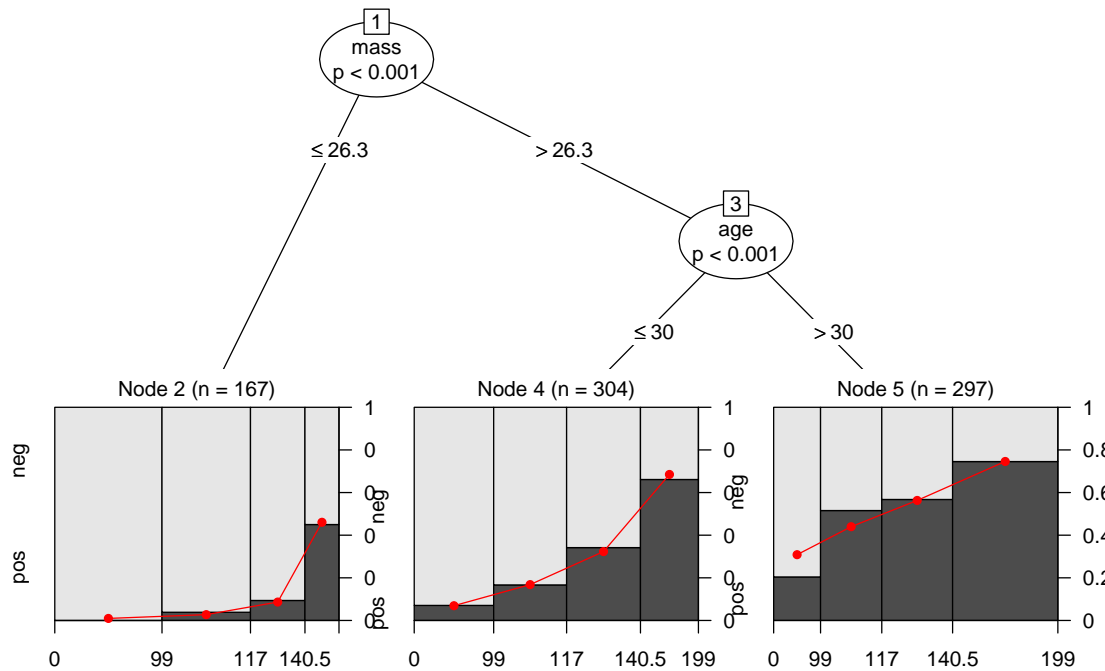 1
mass
p < 0.001
≤ 26.3
> 26.3
3
age
p < 0.001
≤ 30
> 30
Node 2 (n = 167)
neg
pos
0
99
117
140.5
0
0
0
0
0
1
Node 4 (n = 304)
neg
pos
0
99
117
140.5
199
0
0
0
0
0
1
Node 5 (n = 297)
neg
pos
0
99
117
140.5
199
0
0.2
0.4
0.6
0.8
1